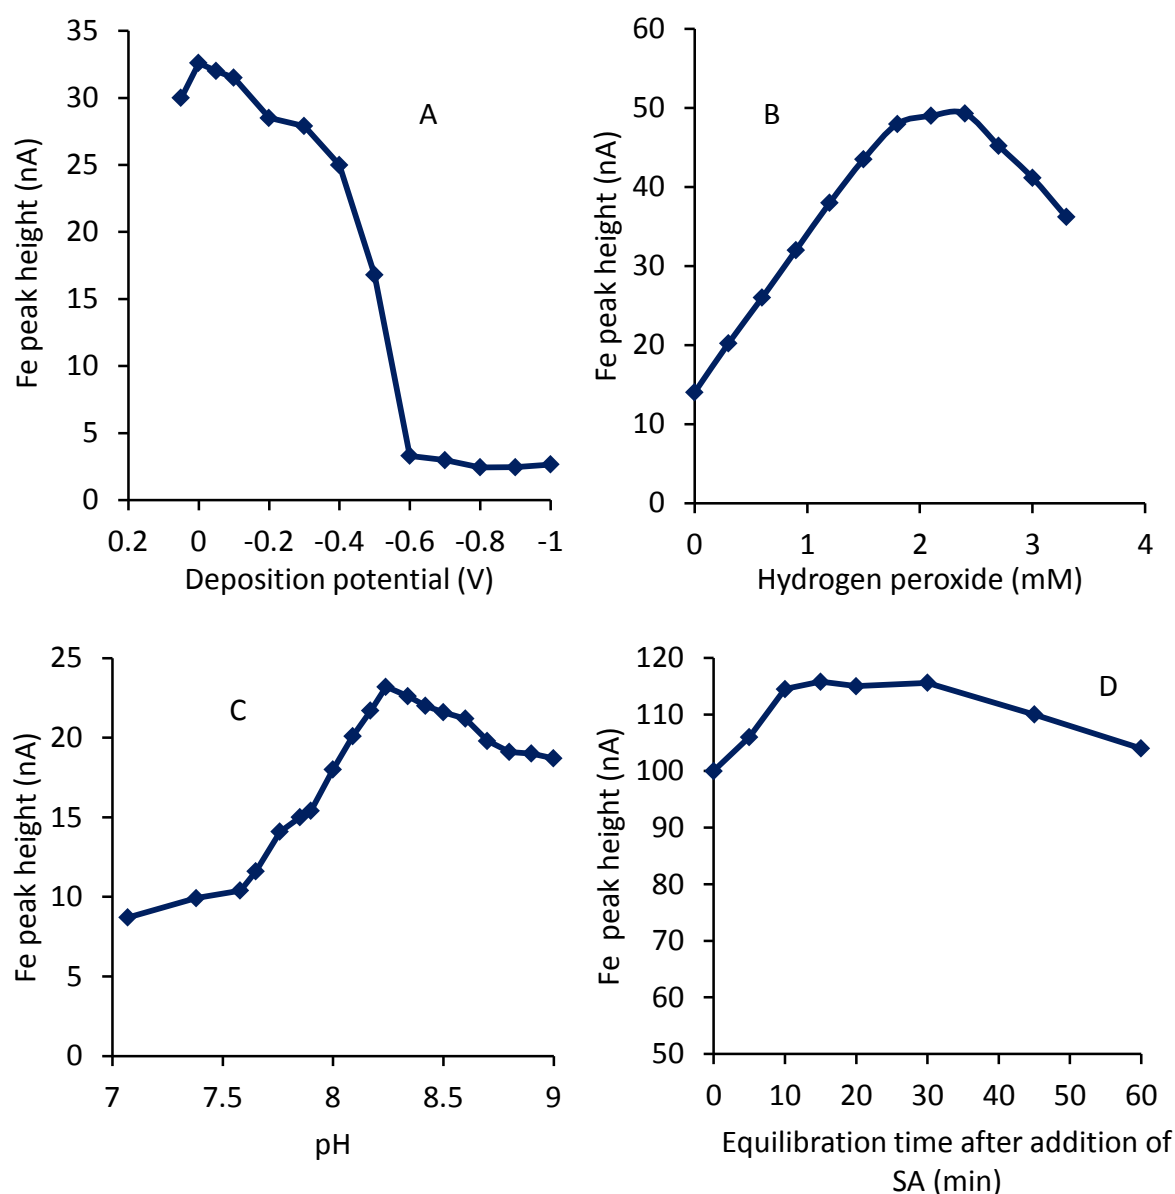 A
Fe peak height (nA)
35
30
25
20
15
10
5
0
0.2 0 -0.2 -0.4 -0.6 -0.8 -1
Deposition potential (V)
B
Fe peak height (nA)
60
50
40
30
20
10
0
0 1 2 3 4
Hydrogen peroxide (mM)
C
Fe peak height (nA)
25
20
15
10
5
0
7 7.5 8 8.5 9
pH
D
Fe peak height (nA)
120
110
100
90
80
70
60
50
0 10 20 30 40 50 60
Equilibration time after addition of
SA (min)